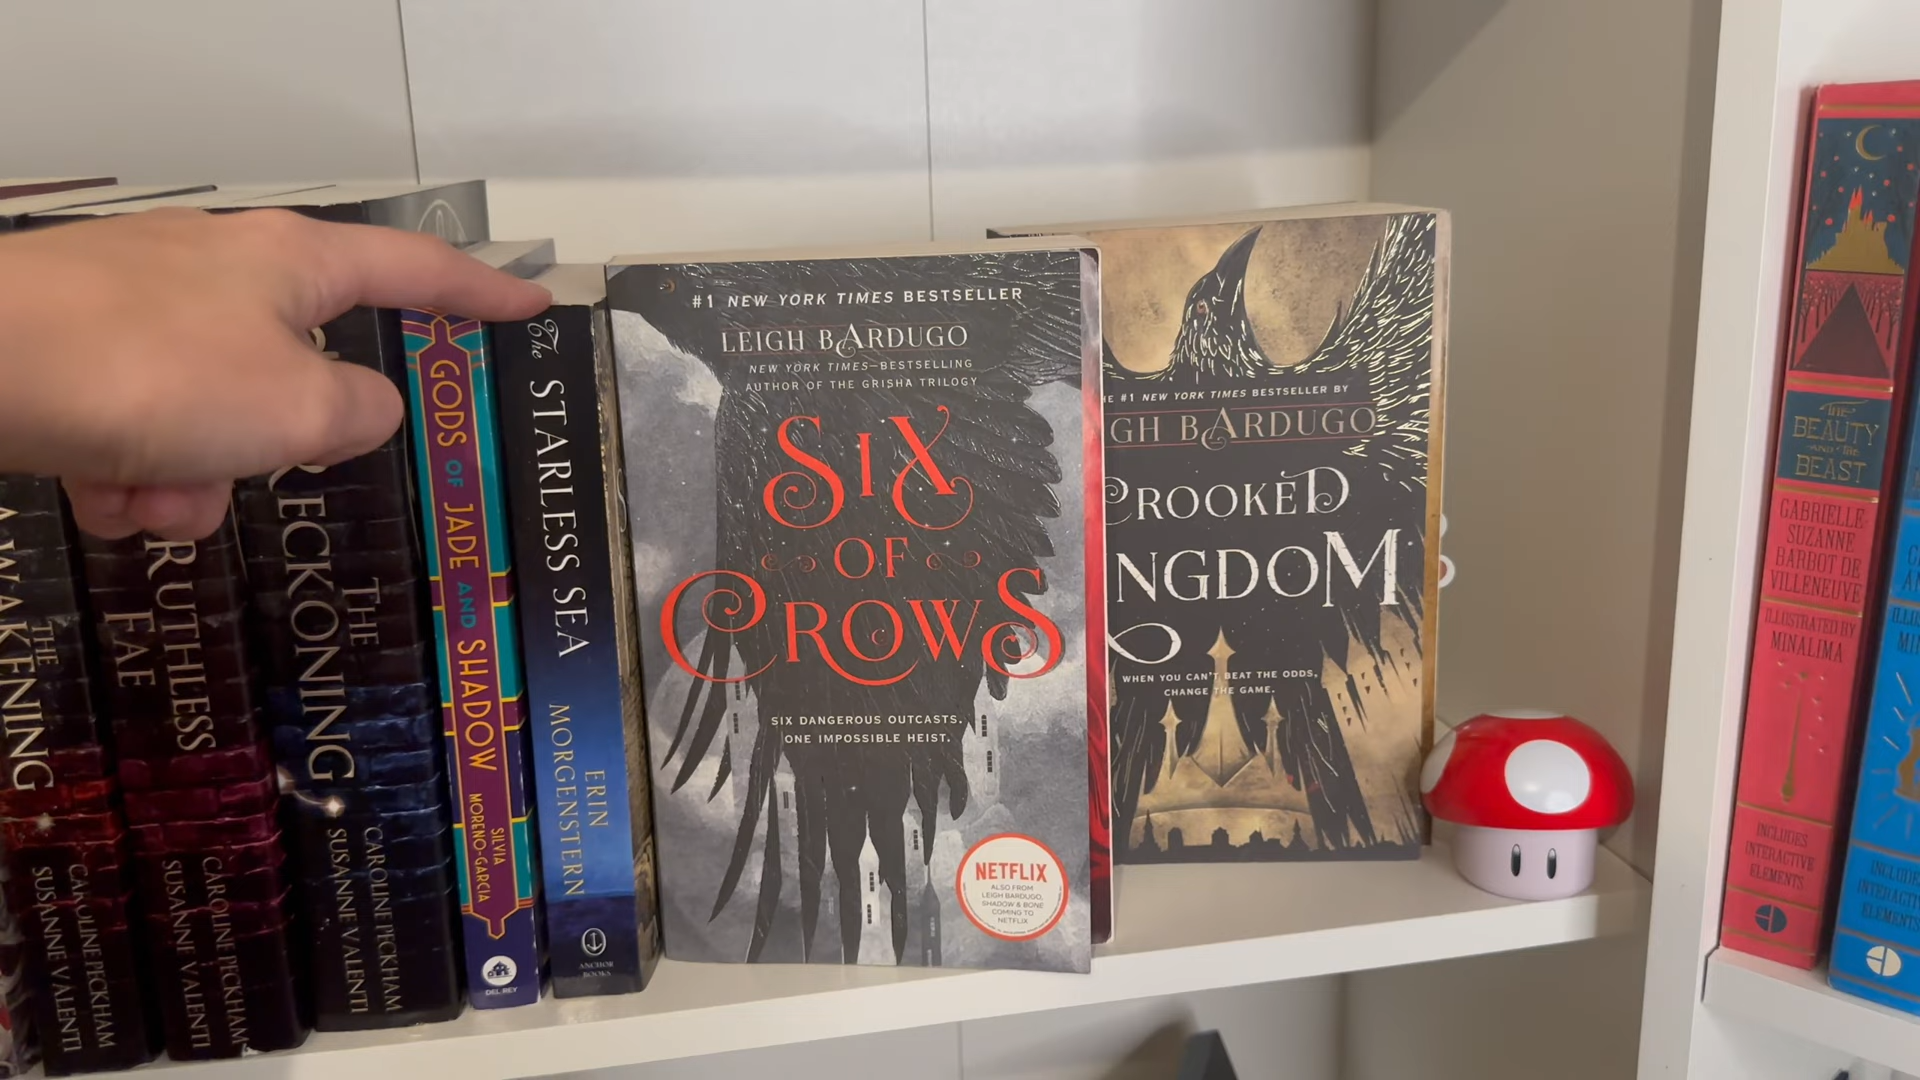 THE
AWAKENING
CAROLINE PECKHAM
SUSANNE VALENTI
RUTHLESS
FAE
CAROLINE PECKHAM
SUSANNE VALENTI
THE
RECKONING
CAROLINE PECKHAM
SUSANNE VALENTI
GODS OF JADE AND SHADOW
SILVIA
MORENO-GARCIA
DEL REY
The STARLESS SEA
ERIN
MORGENSTERN
ANCHOR
BOOKS
#1 NEW YORK TIMES BESTSELLER
LEIGH BARDUGO
NEW YORK TIMES–BESTSELLING
AUTHOR OF THE GRISHA TRILOGY
SIX
OF
CROWS
SIX DANGEROUS OUTCASTS.
ONE IMPOSSIBLE HEIST.
NETFLIX
ALSO FROM
LEIGH BARDUGO,
SHADOW & BONE
COMING TO
NETFLIX
#1 NEW YORK TIMES BESTSELLER BY
IGH BARDUGO
CROOKED
INGDOM
WHEN YOU CAN'T BEAT THE ODDS,
CHANGE THE GAME.
THE
BEAUTY
AND THE
BEAST
GABRIELLE-
SUZANNE
BARBOT DE
VILLENEUVE
ILLUSTRATED BY
MINALIMA
INCLUDES
INTERACTIVE
ELEMENTS